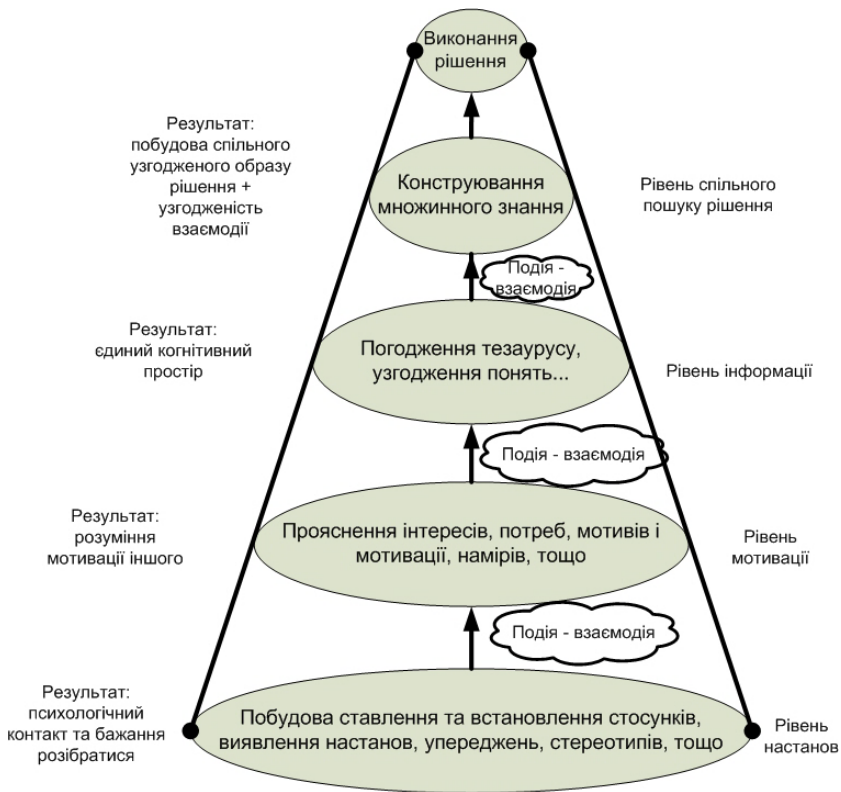 Виконання
рішення
Результат:
побудова спільного
узгодженого образу
рішення +
узгодженість
взаємодії
Конструювання
множинного знання
Рівень спільного
пошуку рішення
Подія -
взаємодія
Результат:
єдиний когнітивний
простір
Погодження тезаурусу,
узгодження понять...
Рівень інформації
Подія - взаємодія
Результат:
розуміння
мотивації іншого
Прояснення інтересів, потреб, мотивів і
мотивації, намірів, тощо
Рівень
мотивації
Подія - взаємодія
Результат:
психологічний
контакт та бажання
розібратися
Побудова ставлення та встановлення стосунків,
виявлення настанов, упереджень, стереотипів, тощо
Рівень
настанов